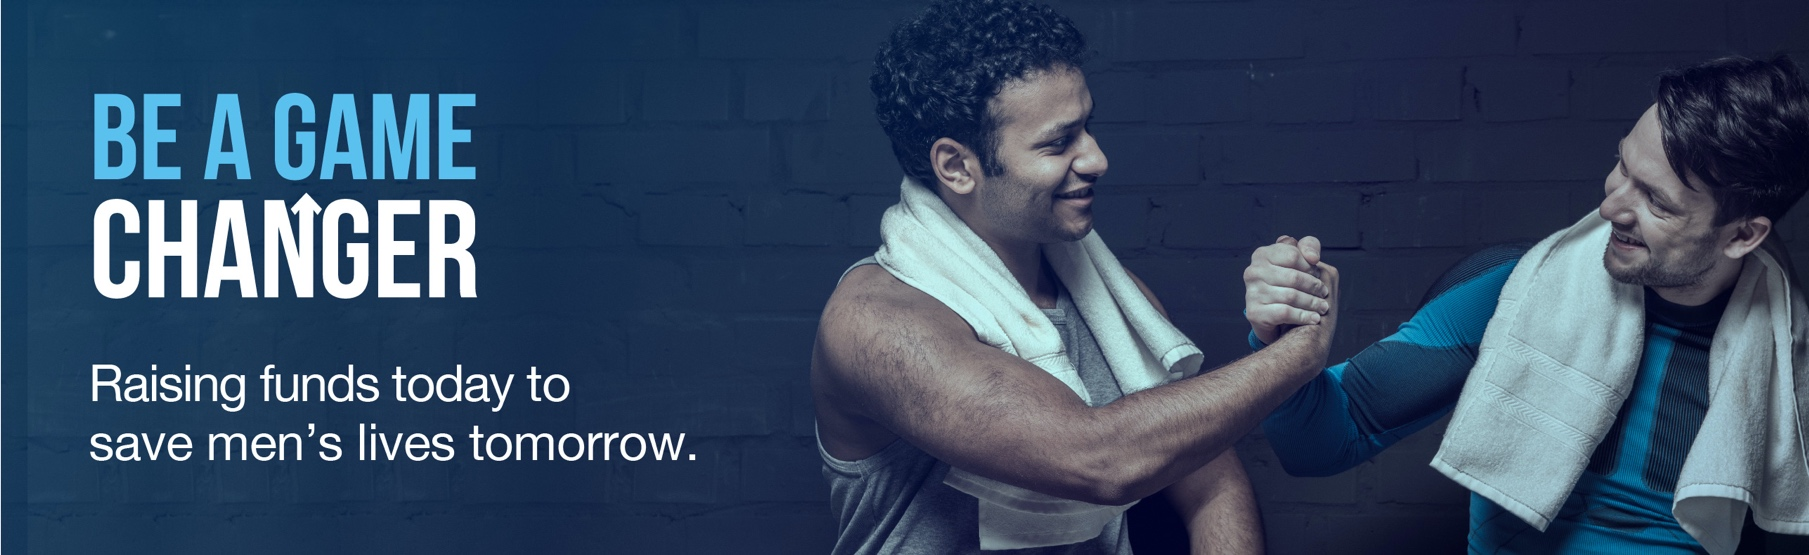 BE A GAME
CHANGER
Raising funds today to
save men’s lives tomorrow.